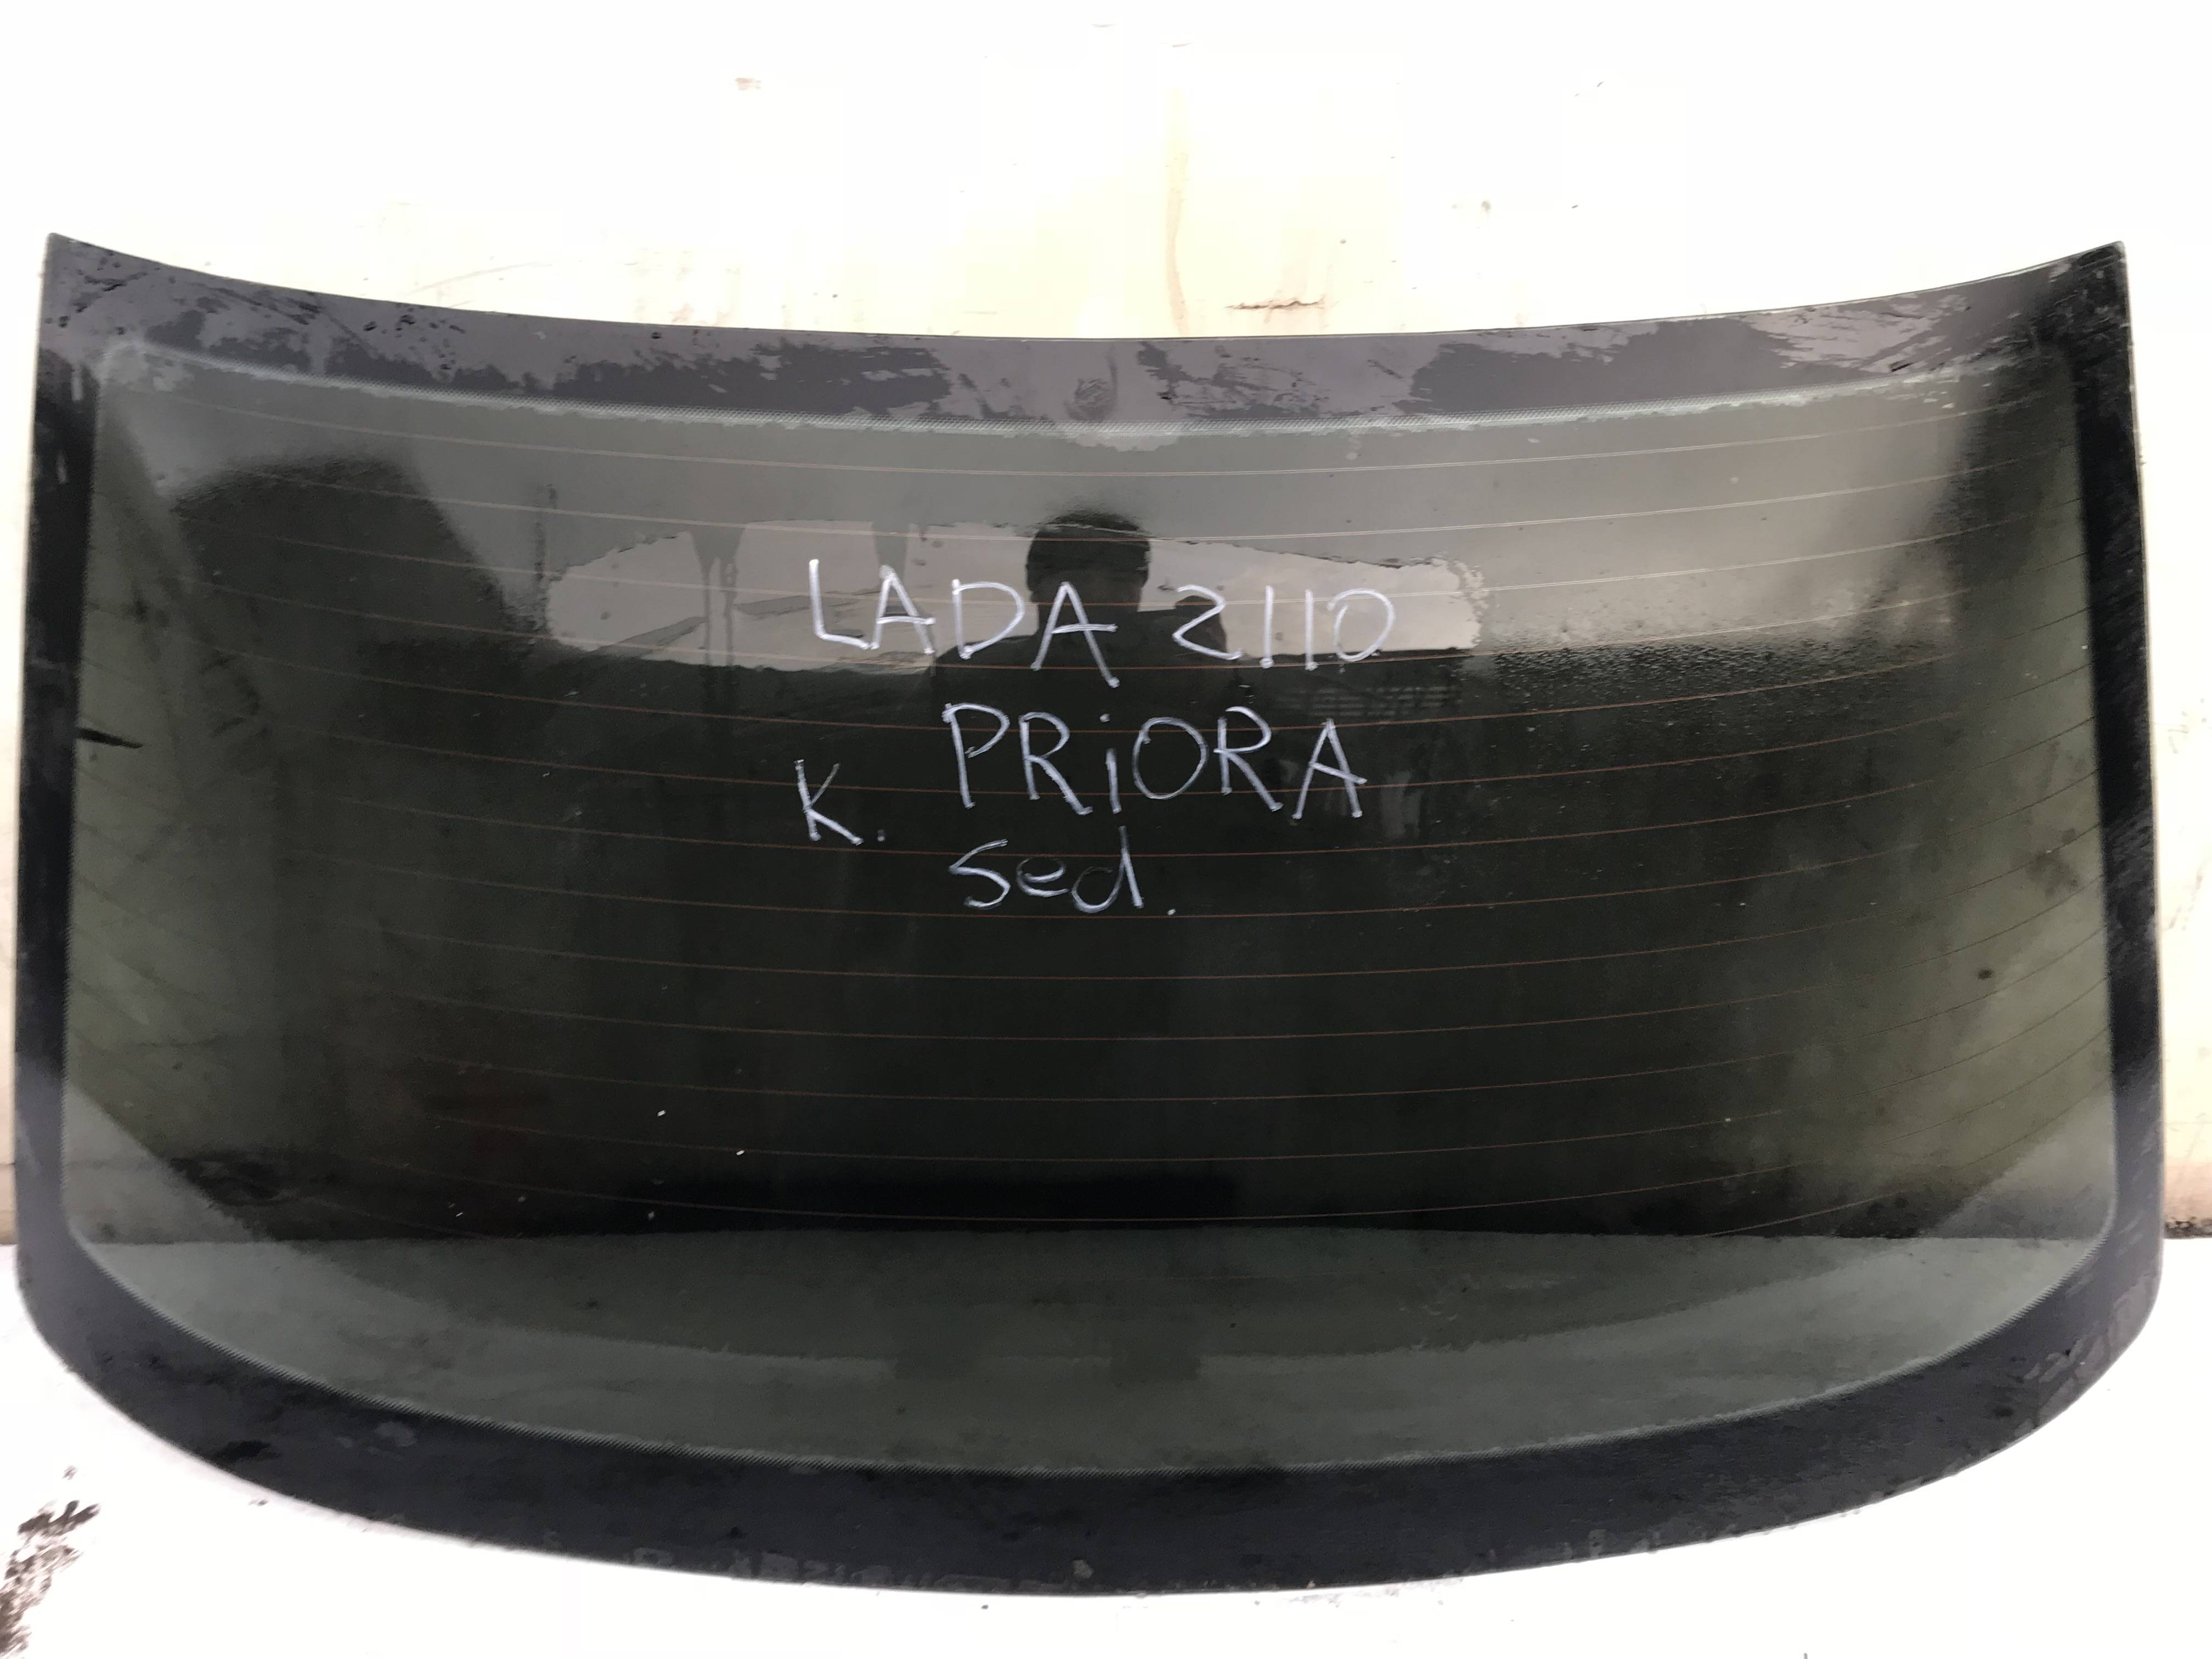 LADA 2110
PRiORA
K.
Sed.